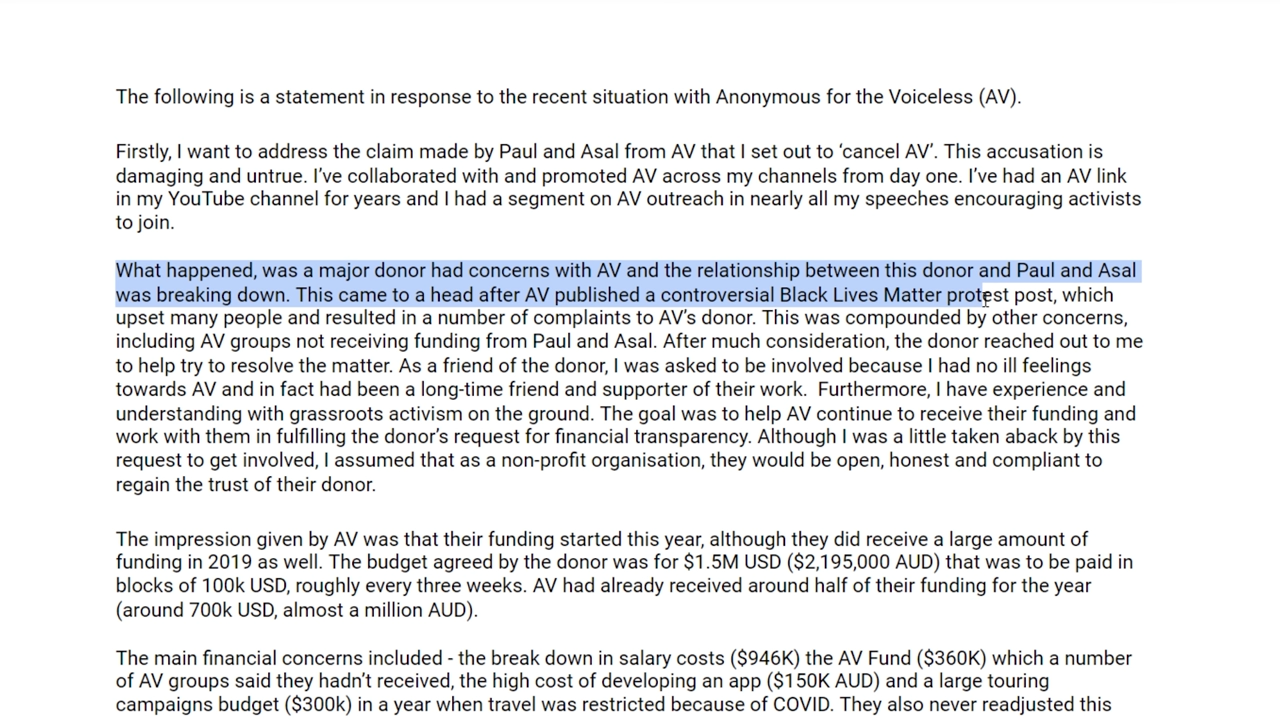 The following is a statement in response to the recent situation with Anonymous for the Voiceless (AV).
Firstly, I want to address the claim made by Paul and Asal from AV that I set out to ‘cancel AV’. This accusation is
damaging and untrue. I’ve collaborated with and promoted AV across my channels from day one. I’ve had an AV link
in my YouTube channel for years and I had a segment on AV outreach in nearly all my speeches encouraging activists
to join.
What happened, was a major donor had concerns with AV and the relationship between this donor and Paul and Asal
was breaking down. This came to a head after AV published a controversial Black Lives Matter protest post, which
upset many people and resulted in a number of complaints to AV’s donor. This was compounded by other concerns,
including AV groups not receiving funding from Paul and Asal. After much consideration, the donor reached out to me
to help try to resolve the matter. As a friend of the donor, I was asked to be involved because I had no ill feelings
towards AV and in fact had been a long-time friend and supporter of their work.  Furthermore, I have experience and
understanding with grassroots activism on the ground. The goal was to help AV continue to receive their funding and
work with them in fulfilling the donor’s request for financial transparency. Although I was a little taken aback by this
request to get involved, I assumed that as a non-profit organisation, they would be open, honest and compliant to
regain the trust of their donor.
The impression given by AV was that their funding started this year, although they did receive a large amount of
funding in 2019 as well. The budget agreed by the donor was for $1.5M USD ($2,195,000 AUD) that was to be paid in
blocks of 100k USD, roughly every three weeks. AV had already received around half of their funding for the year
(around 700k USD, almost a million AUD).
The main financial concerns included - the break down in salary costs ($946K) the AV Fund ($360K) which a number
of AV groups said they hadn’t received, the high cost of developing an app ($150K AUD) and a large touring
campaigns budget ($300k) in a year when travel was restricted because of COVID. They also never readjusted this